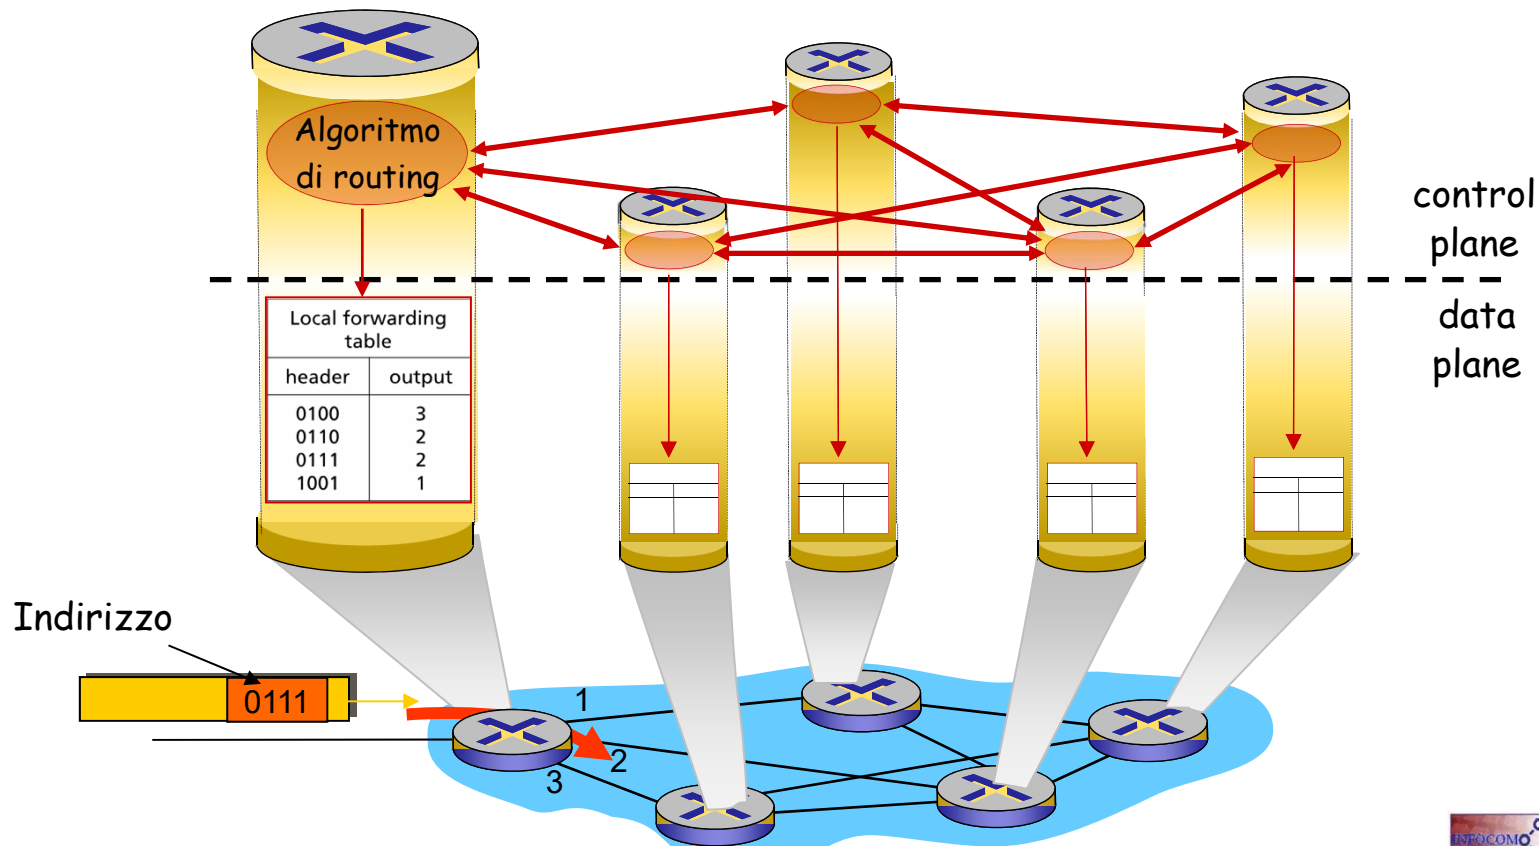 Algoritmo
di routing
control
plane
data
plane
Local forwarding
table
header output
0100 3
0110 2
0111 2
1001 1
Indirizzo
0111
1
2
3
INFOCOM